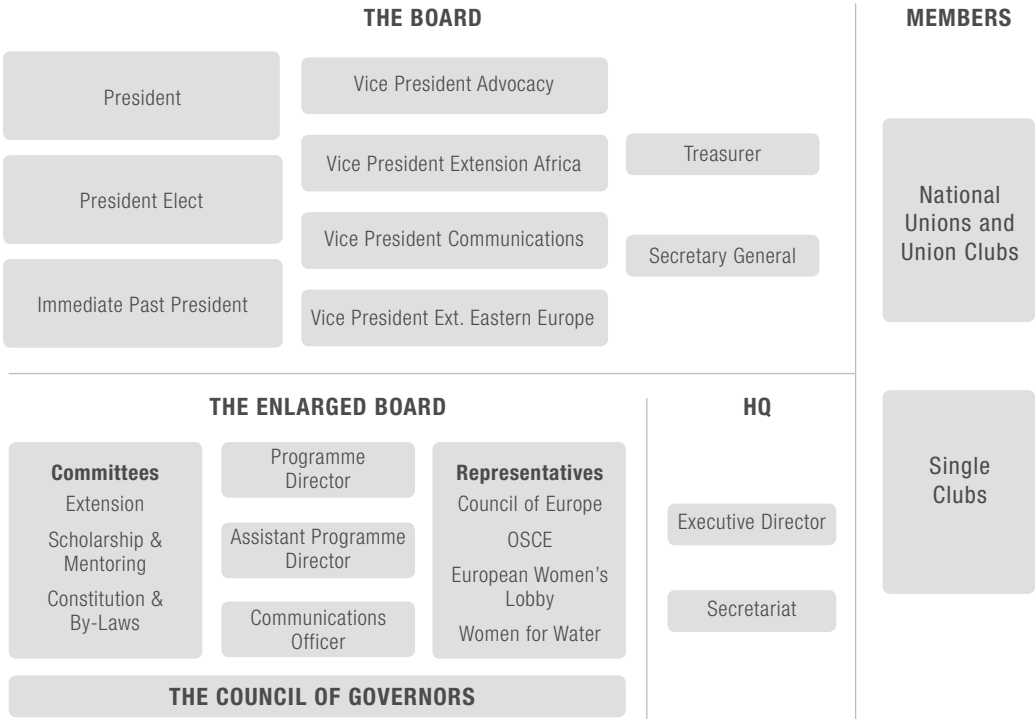 THE BOARD
President
President Elect
Immediate Past President
Vice President Advocacy
Vice President Extension Africa
Vice President Communications
Vice President Ext. Eastern Europe
Treasurer
Secretary General
MEMBERS
National
Unions and
Union Clubs
Single
Clubs
THE ENLARGED BOARD
Committees
Extension
Scholarship &
Mentoring
Constitution &
By-Laws
Programme
Director
Assistant Programme
Director
Communications
Officer
Representatives
Council of Europe
OSCE
European Women's
Lobby
Women for Water
THE COUNCIL OF GOVERNORS
HQ
Executive Director
Secretariat